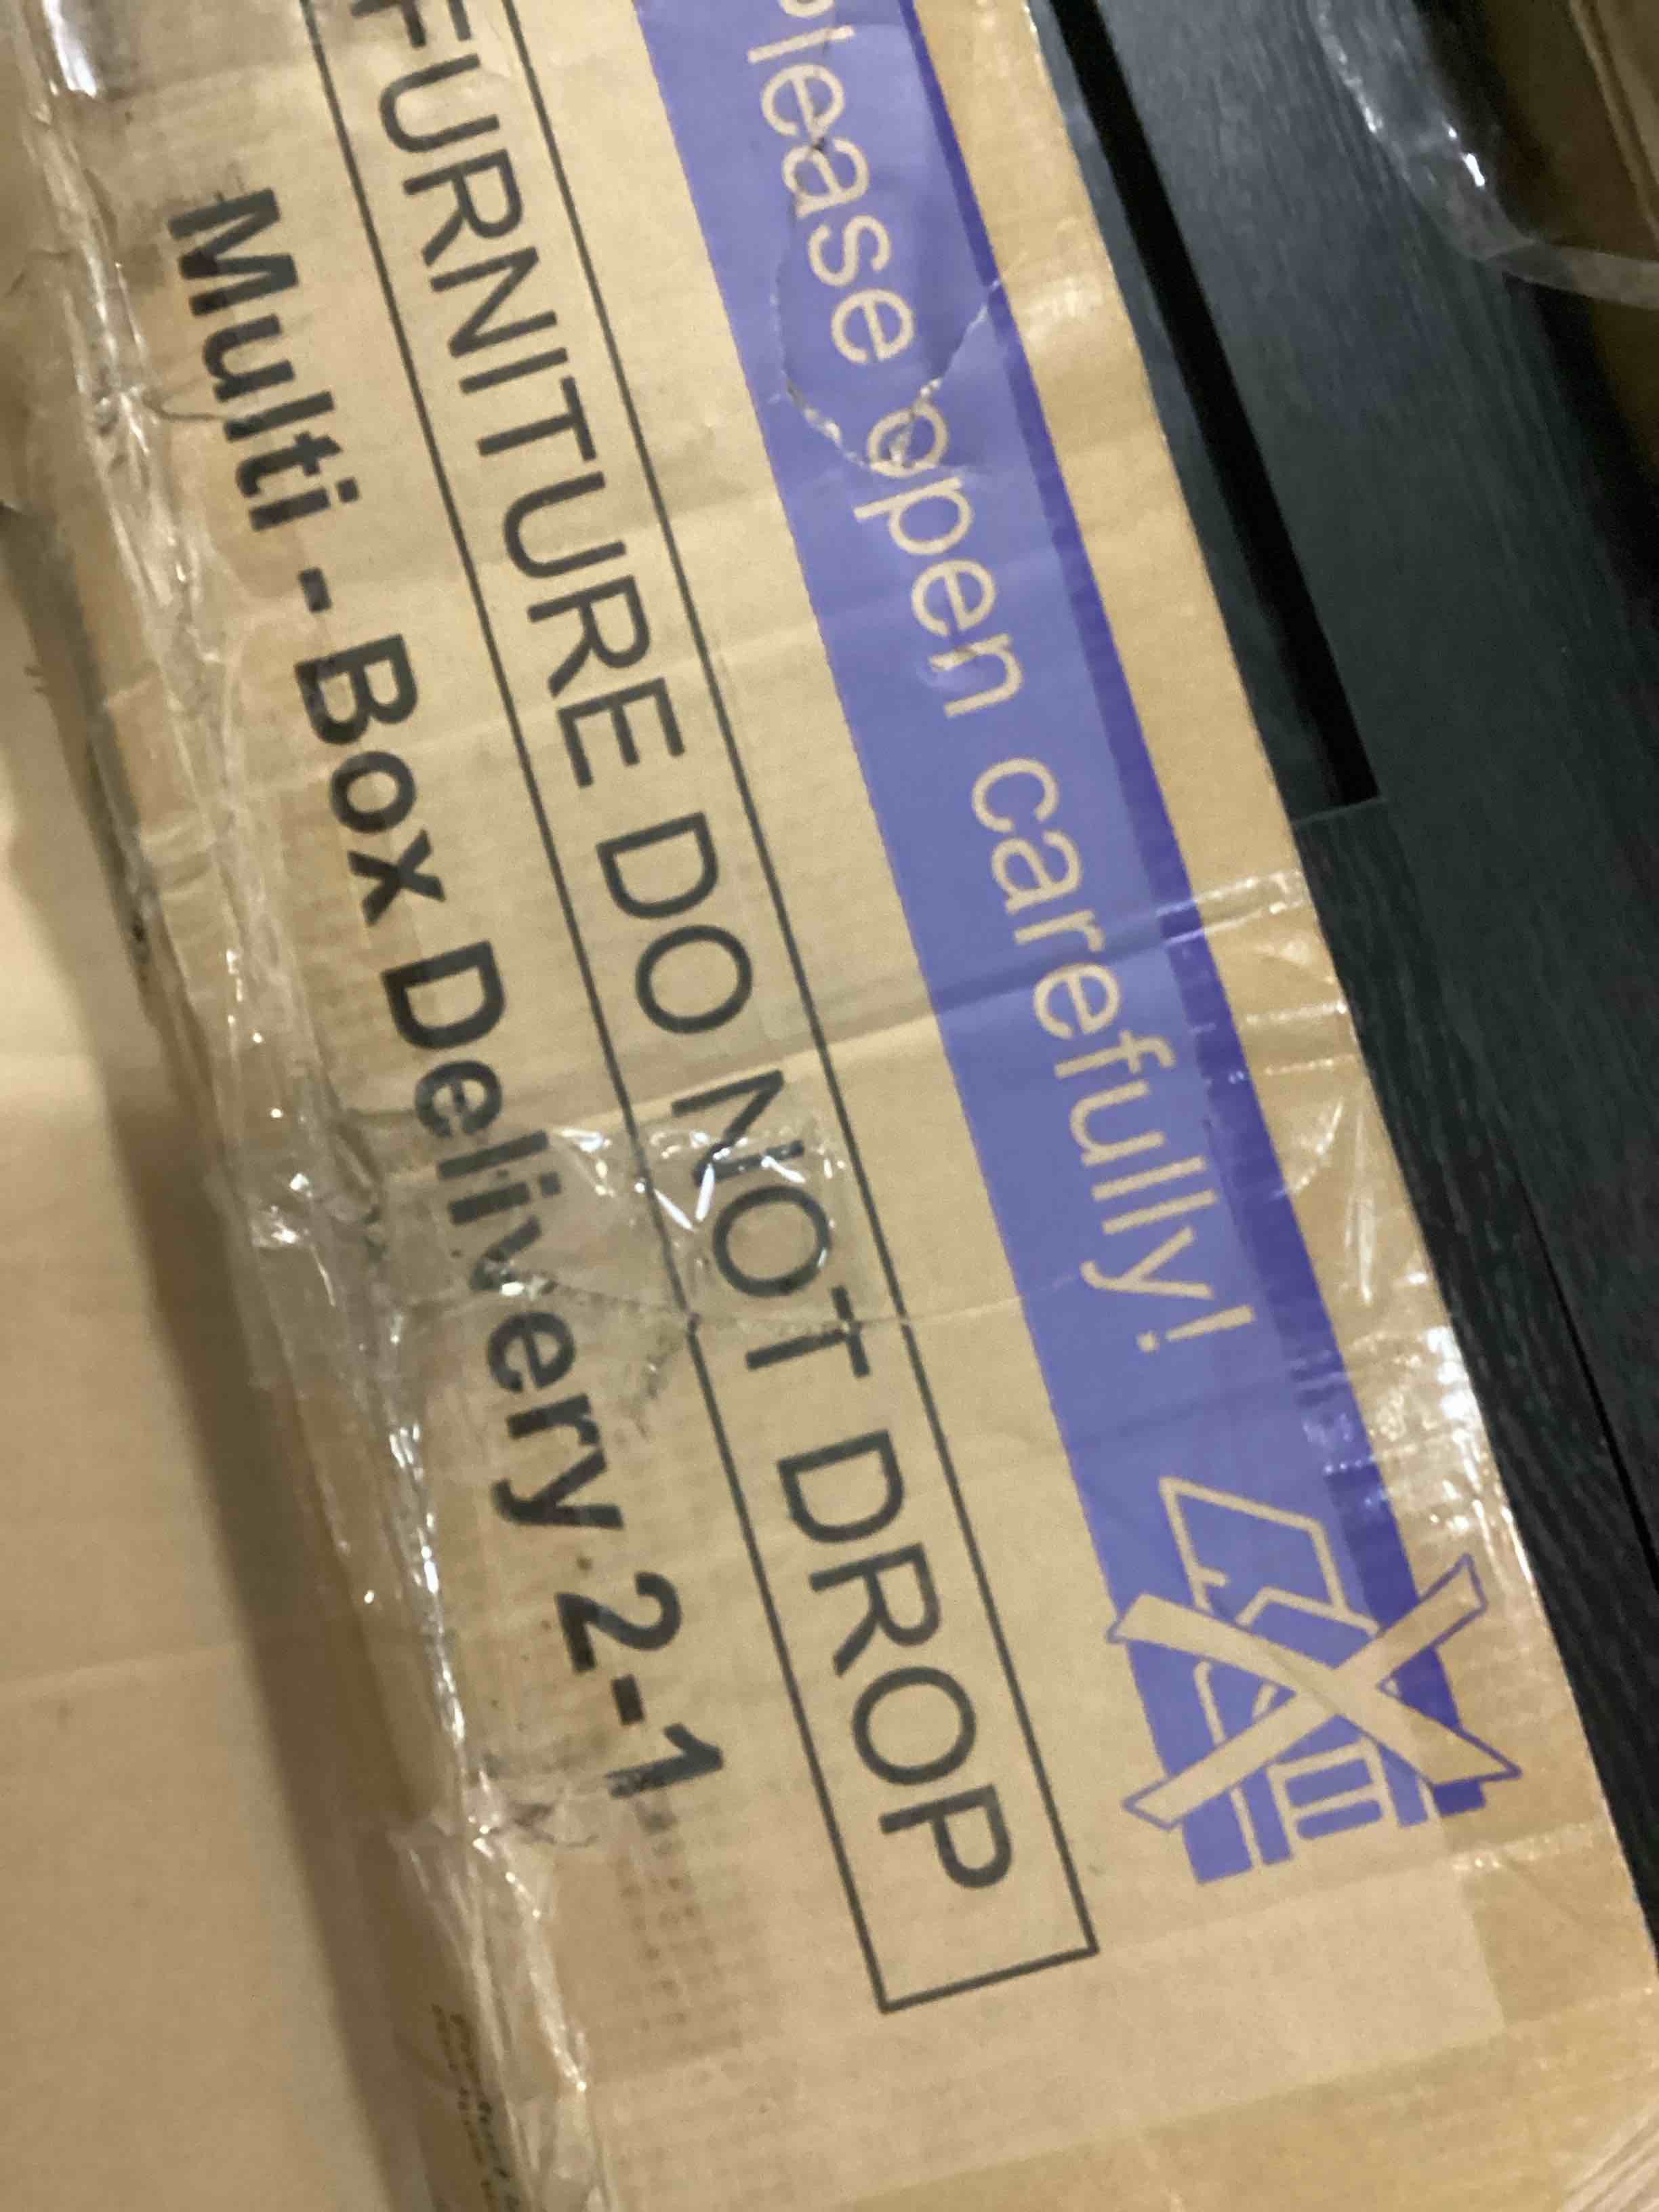 please open carefully!
FURNITURE DO NOT DROP
Multi - Box Delivery 2-1